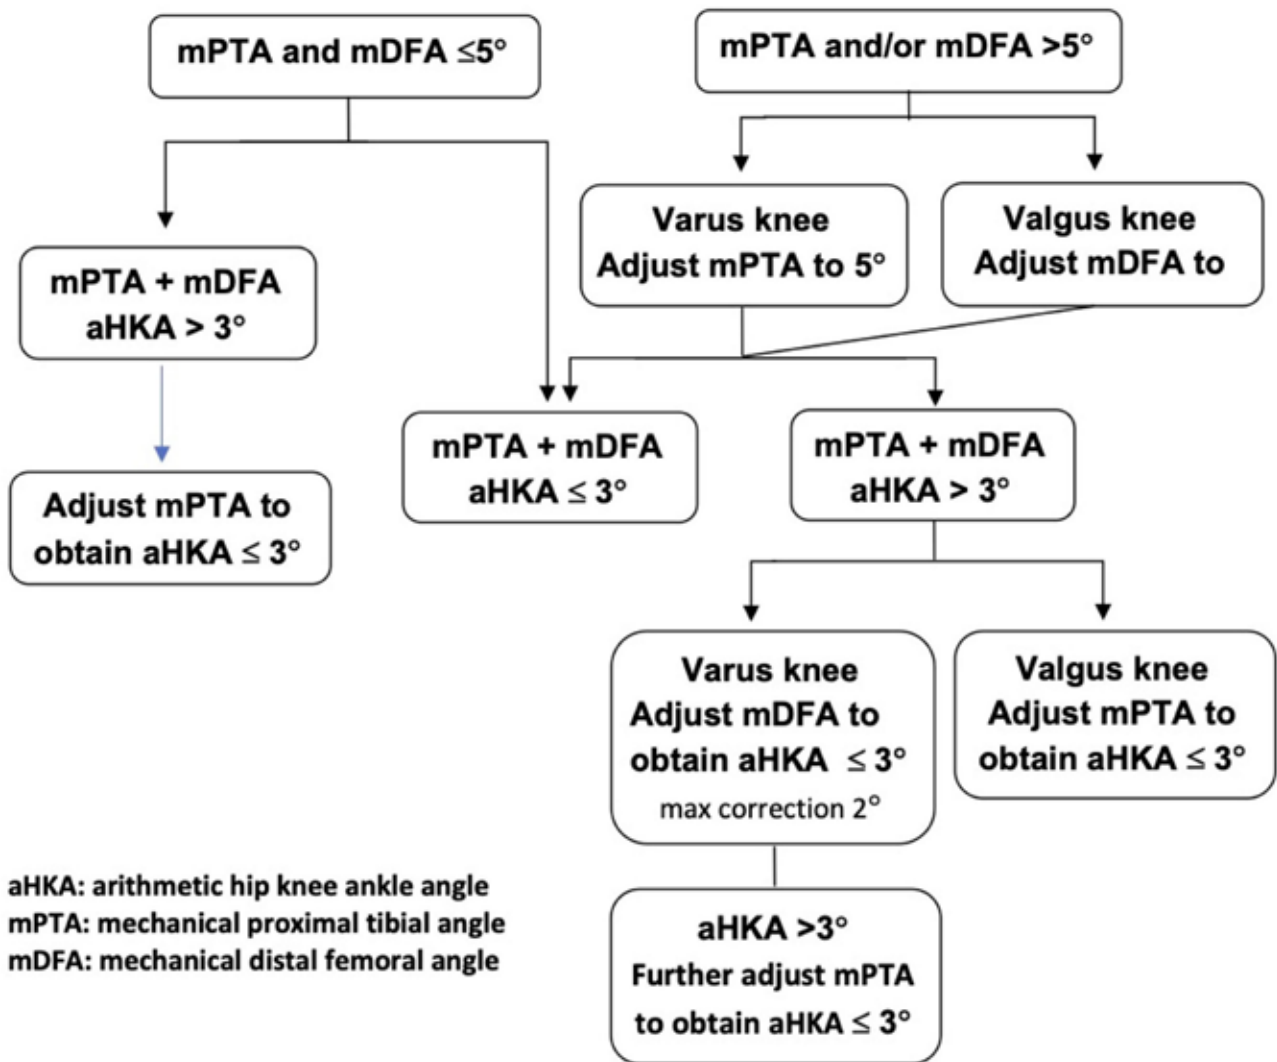 mPTA and mDFA ≤5°
mPTA and/or mDFA >5°
Varus knee
Adjust mPTA to 5°
Valgus knee
Adjust mDFA to
mPTA + mDFA
aHKA > 3°
mPTA + mDFA
aHKA ≤ 3°
mPTA + mDFA
aHKA > 3°
Adjust mPTA to
obtain aHKA ≤ 3°
Varus knee
Adjust mDFA to
obtain aHKA ≤ 3°
max correction 2°
Valgus knee
Adjust mPTA to
obtain aHKA ≤ 3°
aHKA >3°
Further adjust mPTA
to obtain aHKA ≤ 3°
aHKA: arithmetic hip knee ankle angle
mPTA: mechanical proximal tibial angle
mDFA: mechanical distal femoral angle